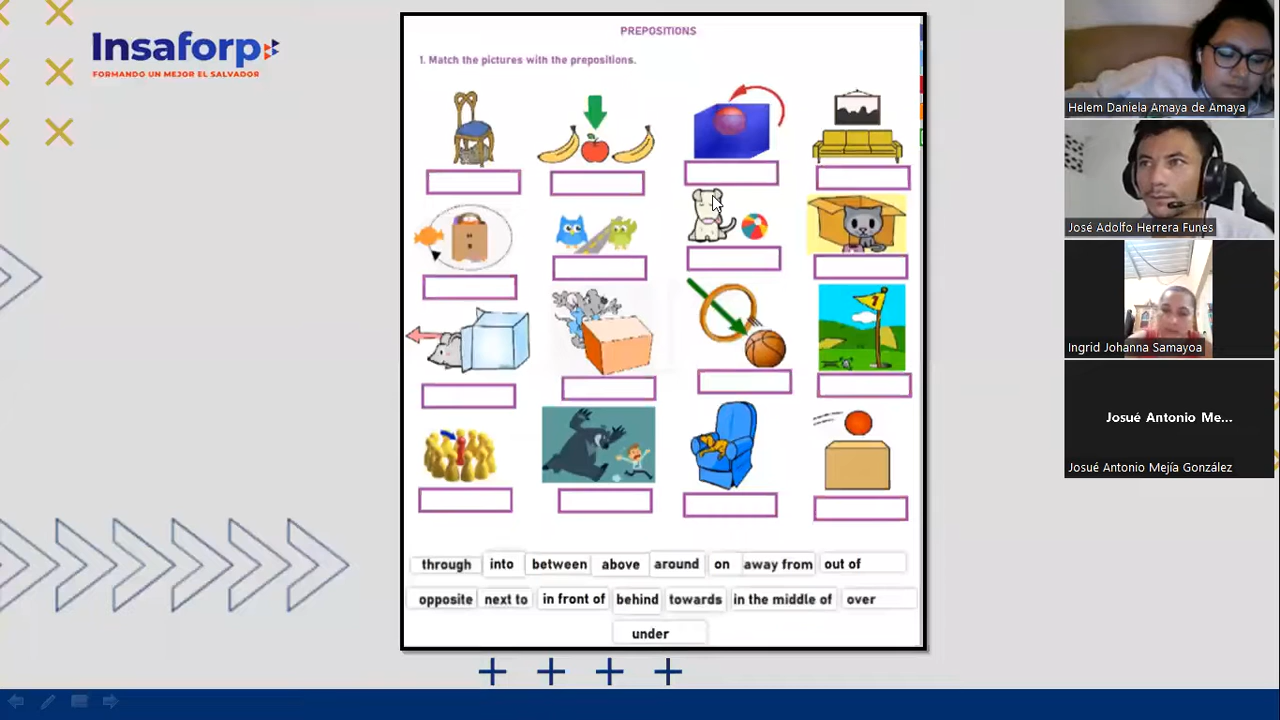 Insaforp
FORMANDO UN MEJOR EL SALVADOR
PREPOSITIONS
1. Match the pictures with the prepositions.
through into between above around on away from out of
opposite next to in front of behind towards in the middle of over
under
Helem Daniela Amaya de Amaya
José Adolfo Herrera Funes
Ingrid Johanna Samayoa
Josué Antonio Me...
Josué Antonio Mejía González